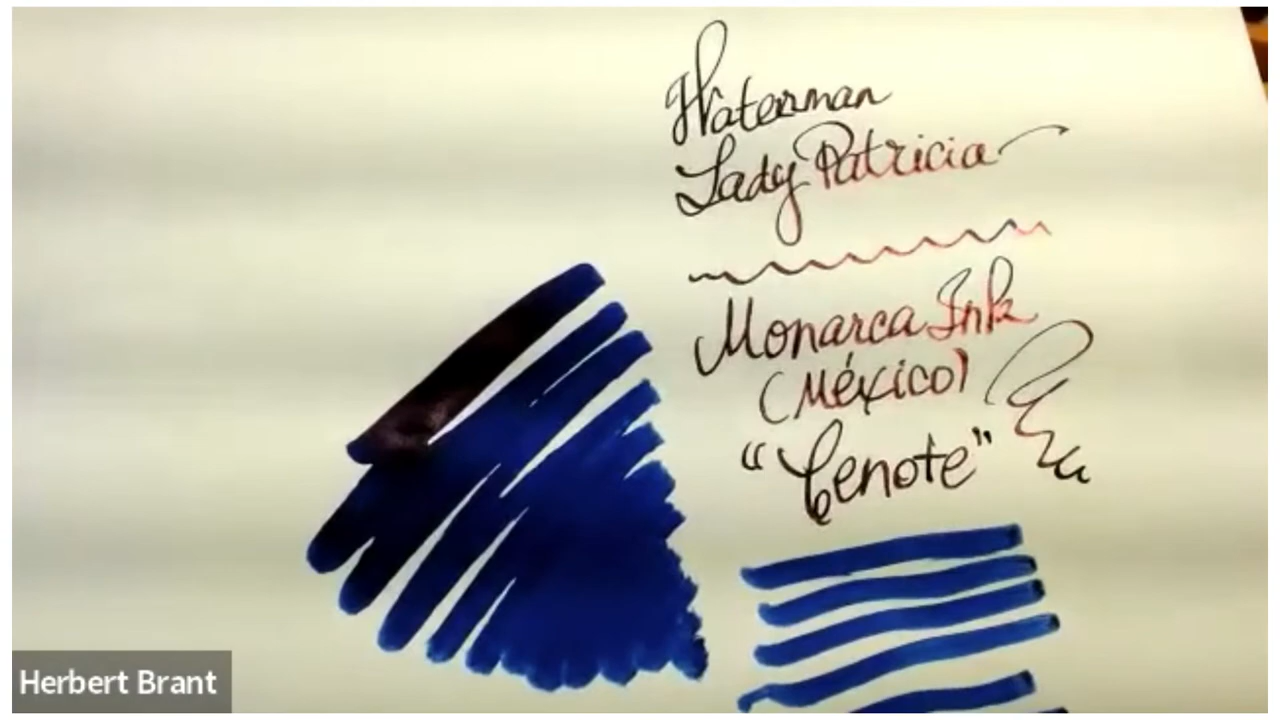 Waterman
Lady Patricia
Monarca Ink
(México)
"Cenote"
Herbert Brant